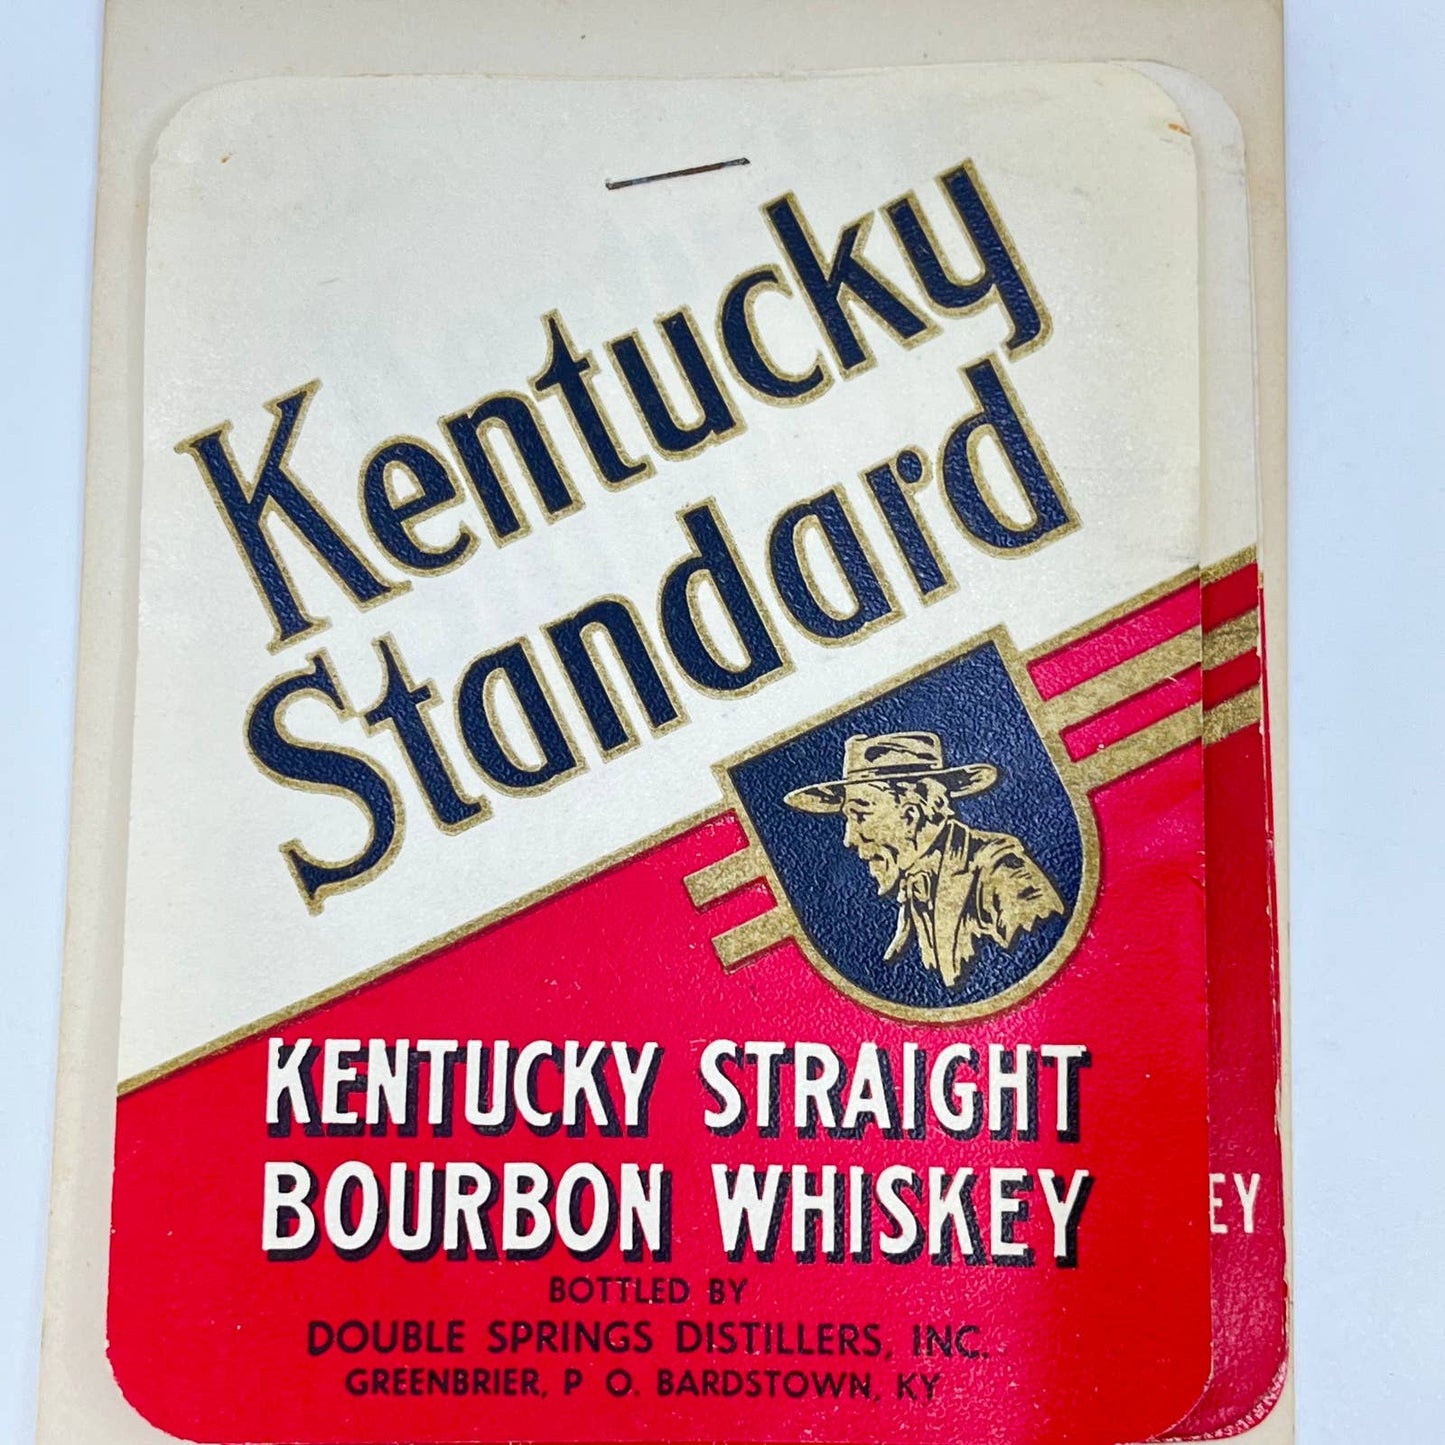 Kentucky
Standard
KENTUCKY STRAIGHT
BOURBON WHISKEY
EY
BOTTLED BY
DOUBLE SPRINGS DISTILLERS, INC.
GREENBRIER, P O. BARDSTOWN, KY